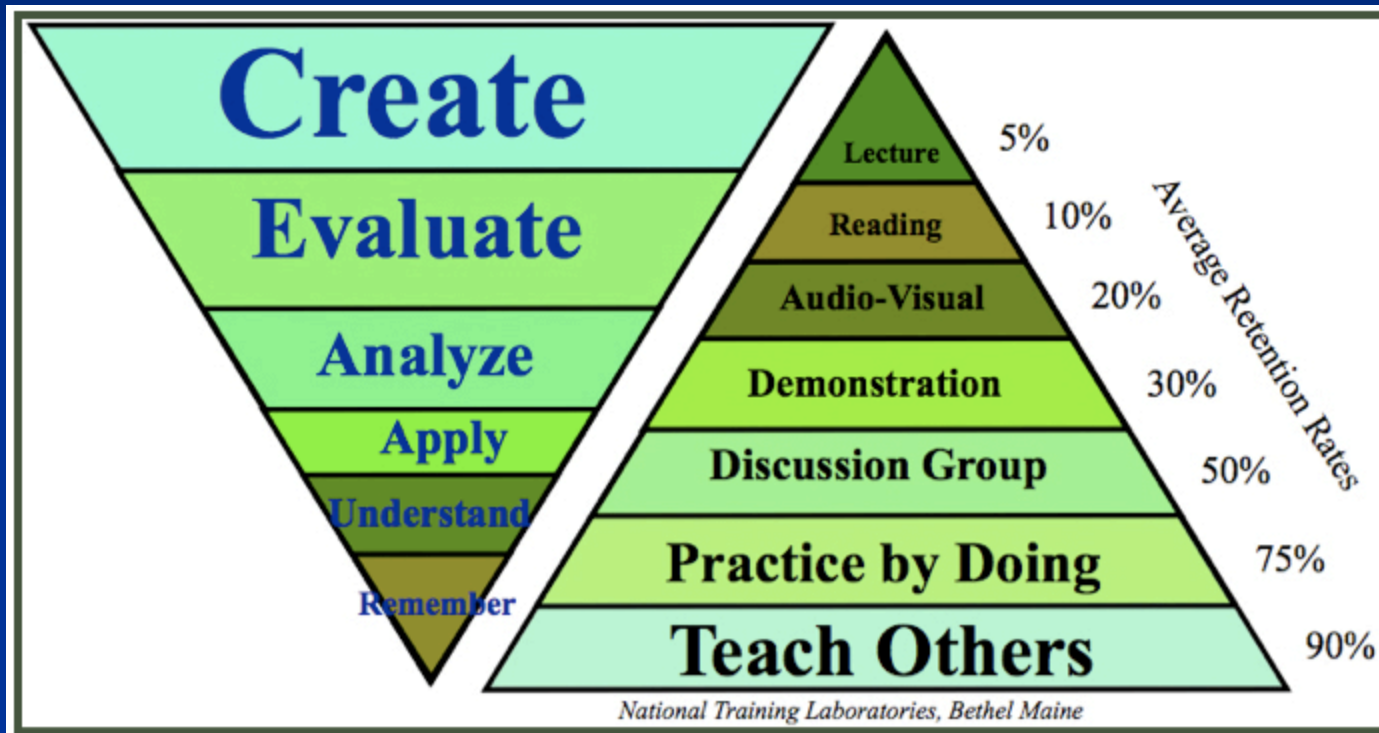 Create
Evaluate
Analyze
Apply
Understand
Remember
Lecture
Reading
Audio-Visual
Demonstration
Discussion Group
Practice by Doing
Teach Others
5%
10%
20%
30%
50%
75%
90%
Average Retention Rates
National Training Laboratories, Bethel Maine